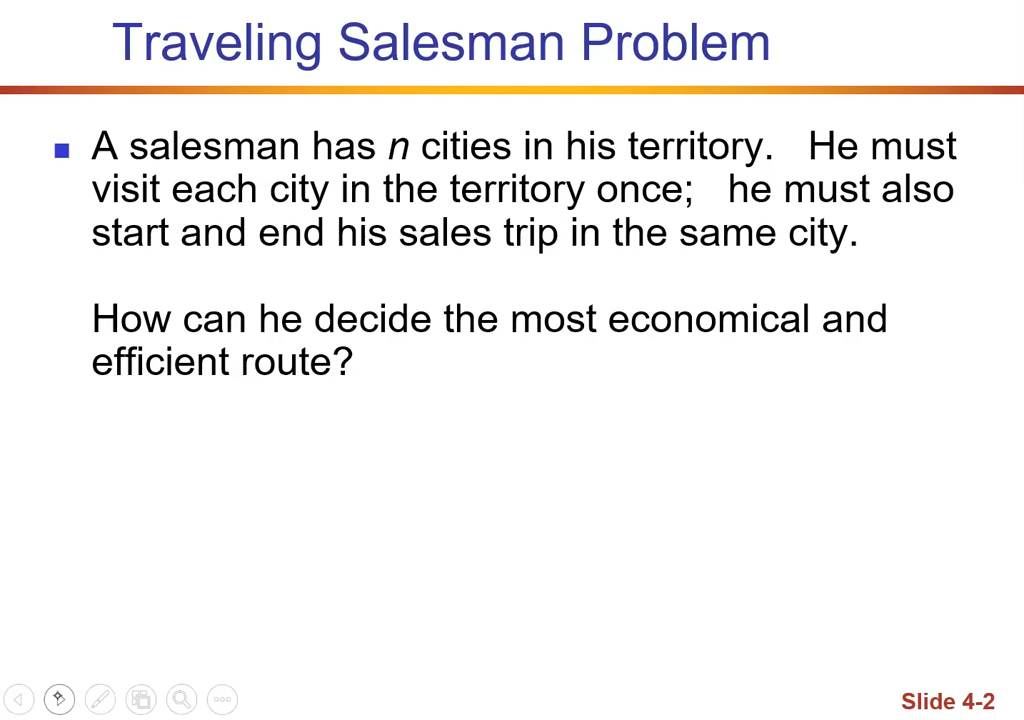 Traveling Salesman Problem
A salesman has n cities in his territory. He must
visit each city in the territory once; he must also
start and end his sales trip in the same city.
How can he decide the most economical and
efficient route?
Slide 4-2